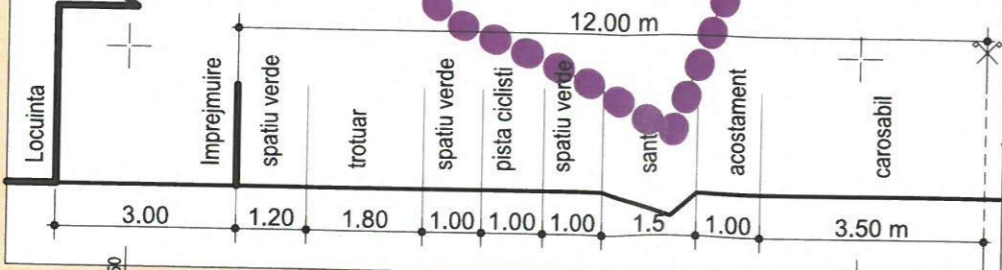 12.00 m
Locuinta
Imprejmuire
spatiu verde
trotuar
spatiu verde
pista ciclisti
spatiu verde
sant
acostament
carosabil
3.00
1.20
1.80
1.00
1.00
1.00
1.5
1.00
3.50 m